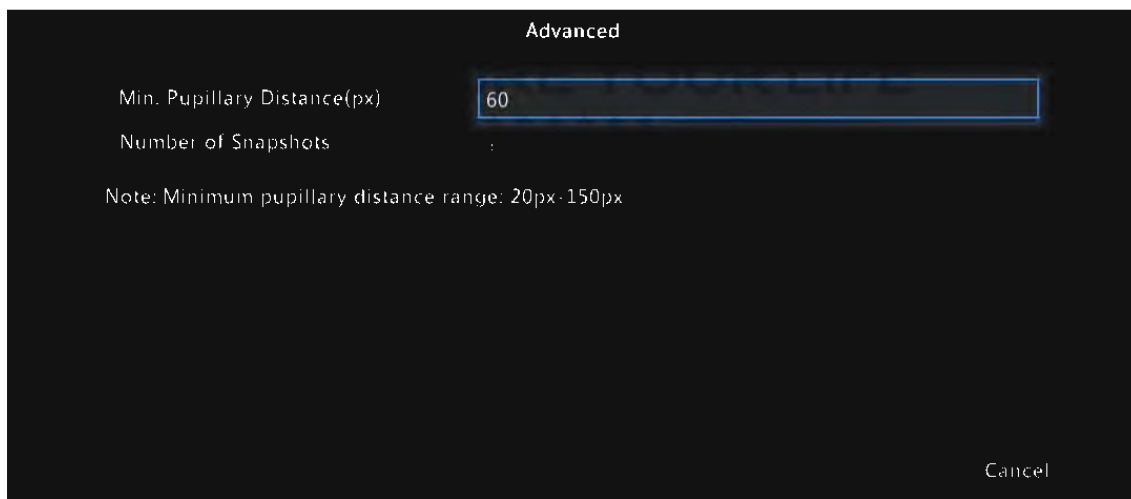 Advanced
Min. Pupillary Distance(px)
60
Number of Snapshots
Note: Minimum pupillary distance range: 20px-150px
Cancel